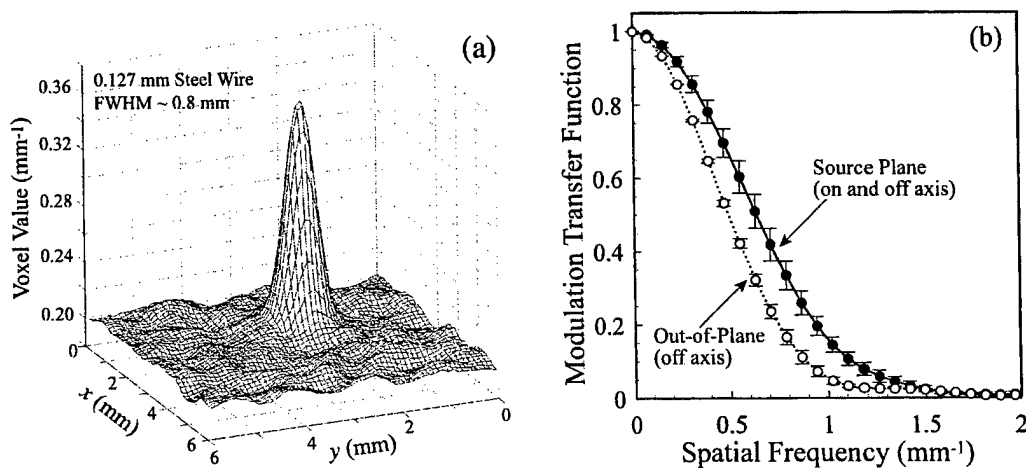 (a)
0.127 mm Steel Wire
FWHM ~ 0.8 mm
Voxel Value (mm-1)
0.36
0.32
0.28
0.24
0.20
0
2
4
6
x (mm)
6
4
2
0
y (mm)
(b)
Modulation Transfer Function
1
0.8
0.6
0.4
0.2
0
Source Plane
(on and off axis)
Out-of-Plane
(off axis)
0
0.5
1
1.5
2
Spatial Frequency (mm-1)